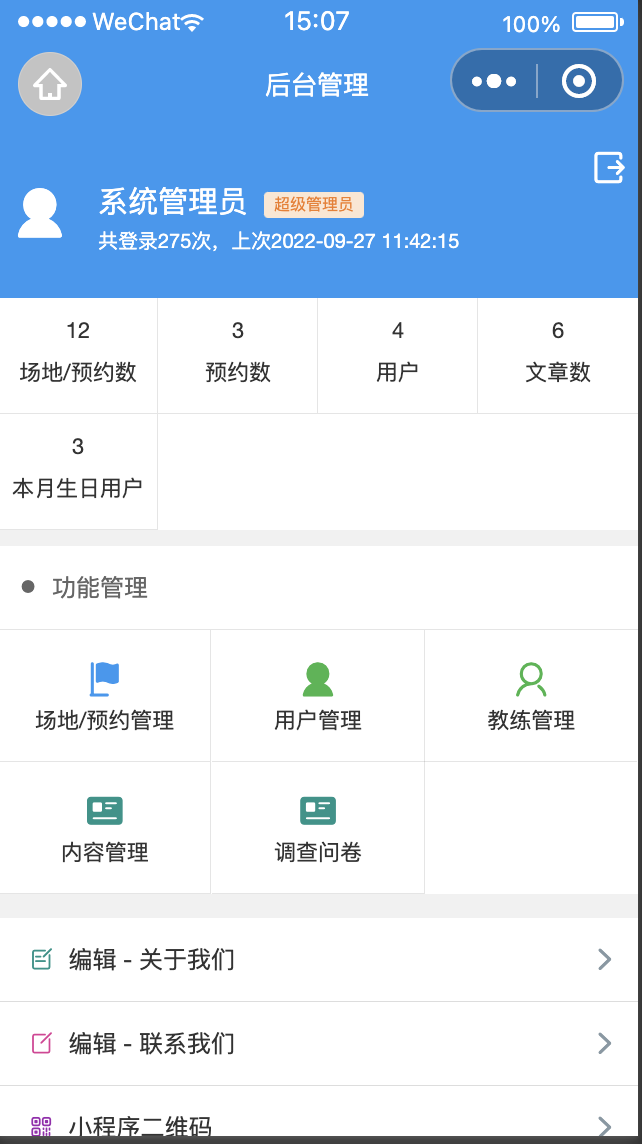 ●●●●● WeChat 15:07 100%
后台管理
系统管理员 超级管理员
共登录275次，上次2022-09-27 11:42:15
12 3 4 6
场地/预约数 预约数 用户 文章数
3
本月生日用户
功能管理
场地/预约管理 用户管理 教练管理
内容管理 调查问卷
编辑 - 关于我们
编辑 - 联系我们
小程序二维码